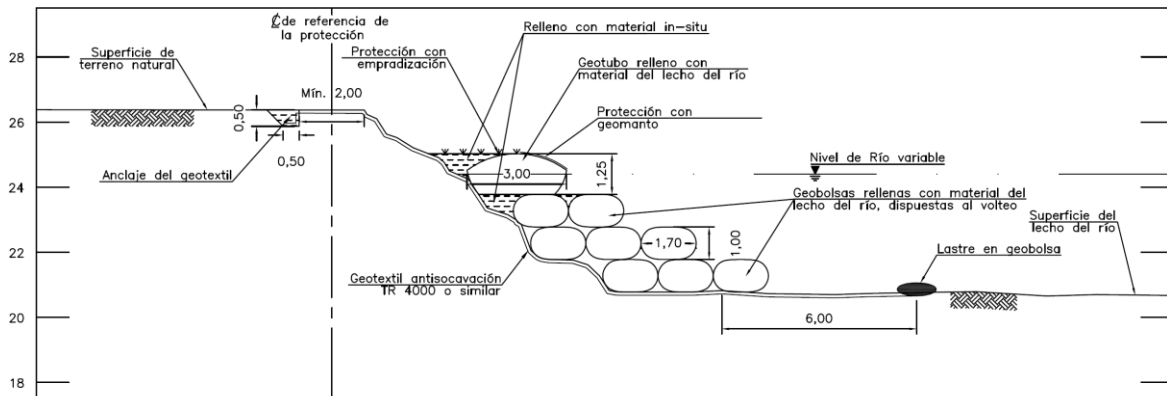 ℄ de referencia de
la protección
Relleno con material in-situ
Superficie de
terreno natural
Protección con
empradización
Geotubo relleno con
material del lecho del río
Mín. 2,00
Protección con
geomanto
0,50
0,50
Anclaje del geotextil
3,00
1,25
Nivel de Río variable
Geobolsas rellenas con material del
lecho del río, dispuestas al volteo
Superficie del
lecho del río
1,70
1,00
Lastre en geobolsa
Geotextil antisocavación
TR 4000 o similar
6,00
28
26
24
22
20
18